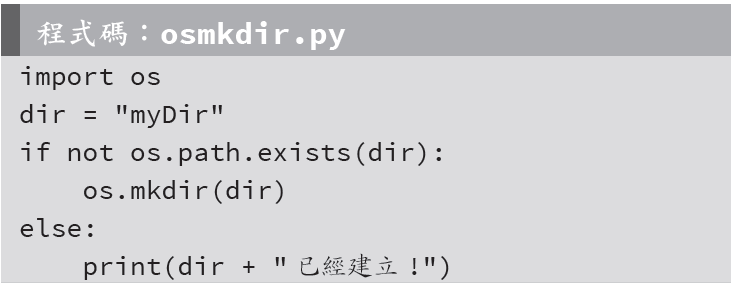 程式碼：osmkdir.py
import os
dir = "myDir"
if not os.path.exists(dir):
    os.mkdir(dir)
else:
    print(dir + " 已經建立 !")